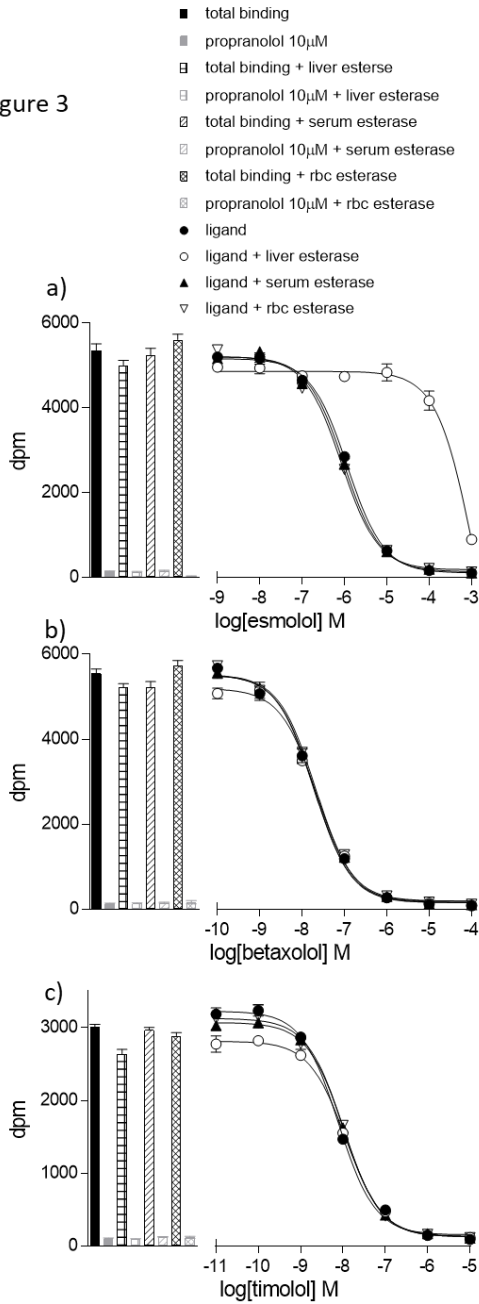 gure 3
total binding
propranolol 10μM
total binding + liver esterse
propranolol 10μM + liver esterase
total binding + serum esterase
propranolol 10μM + serum esterase
total binding + rbc esterase
propranolol 10μM + rbc esterase
ligand
ligand + liver esterase
ligand + serum esterase
ligand + rbc esterase
a)
6000
4000
2000
0
dpm
-9 -8 -7 -6 -5 -4 -3
log[esmolol] M
b)
6000
4000
2000
0
dpm
-10 -9 -8 -7 -6 -5 -4
log[betaxolol] M
c)
3000
2000
1000
0
dpm
-11 -10 -9 -8 -7 -6 -5
log[timolol] M